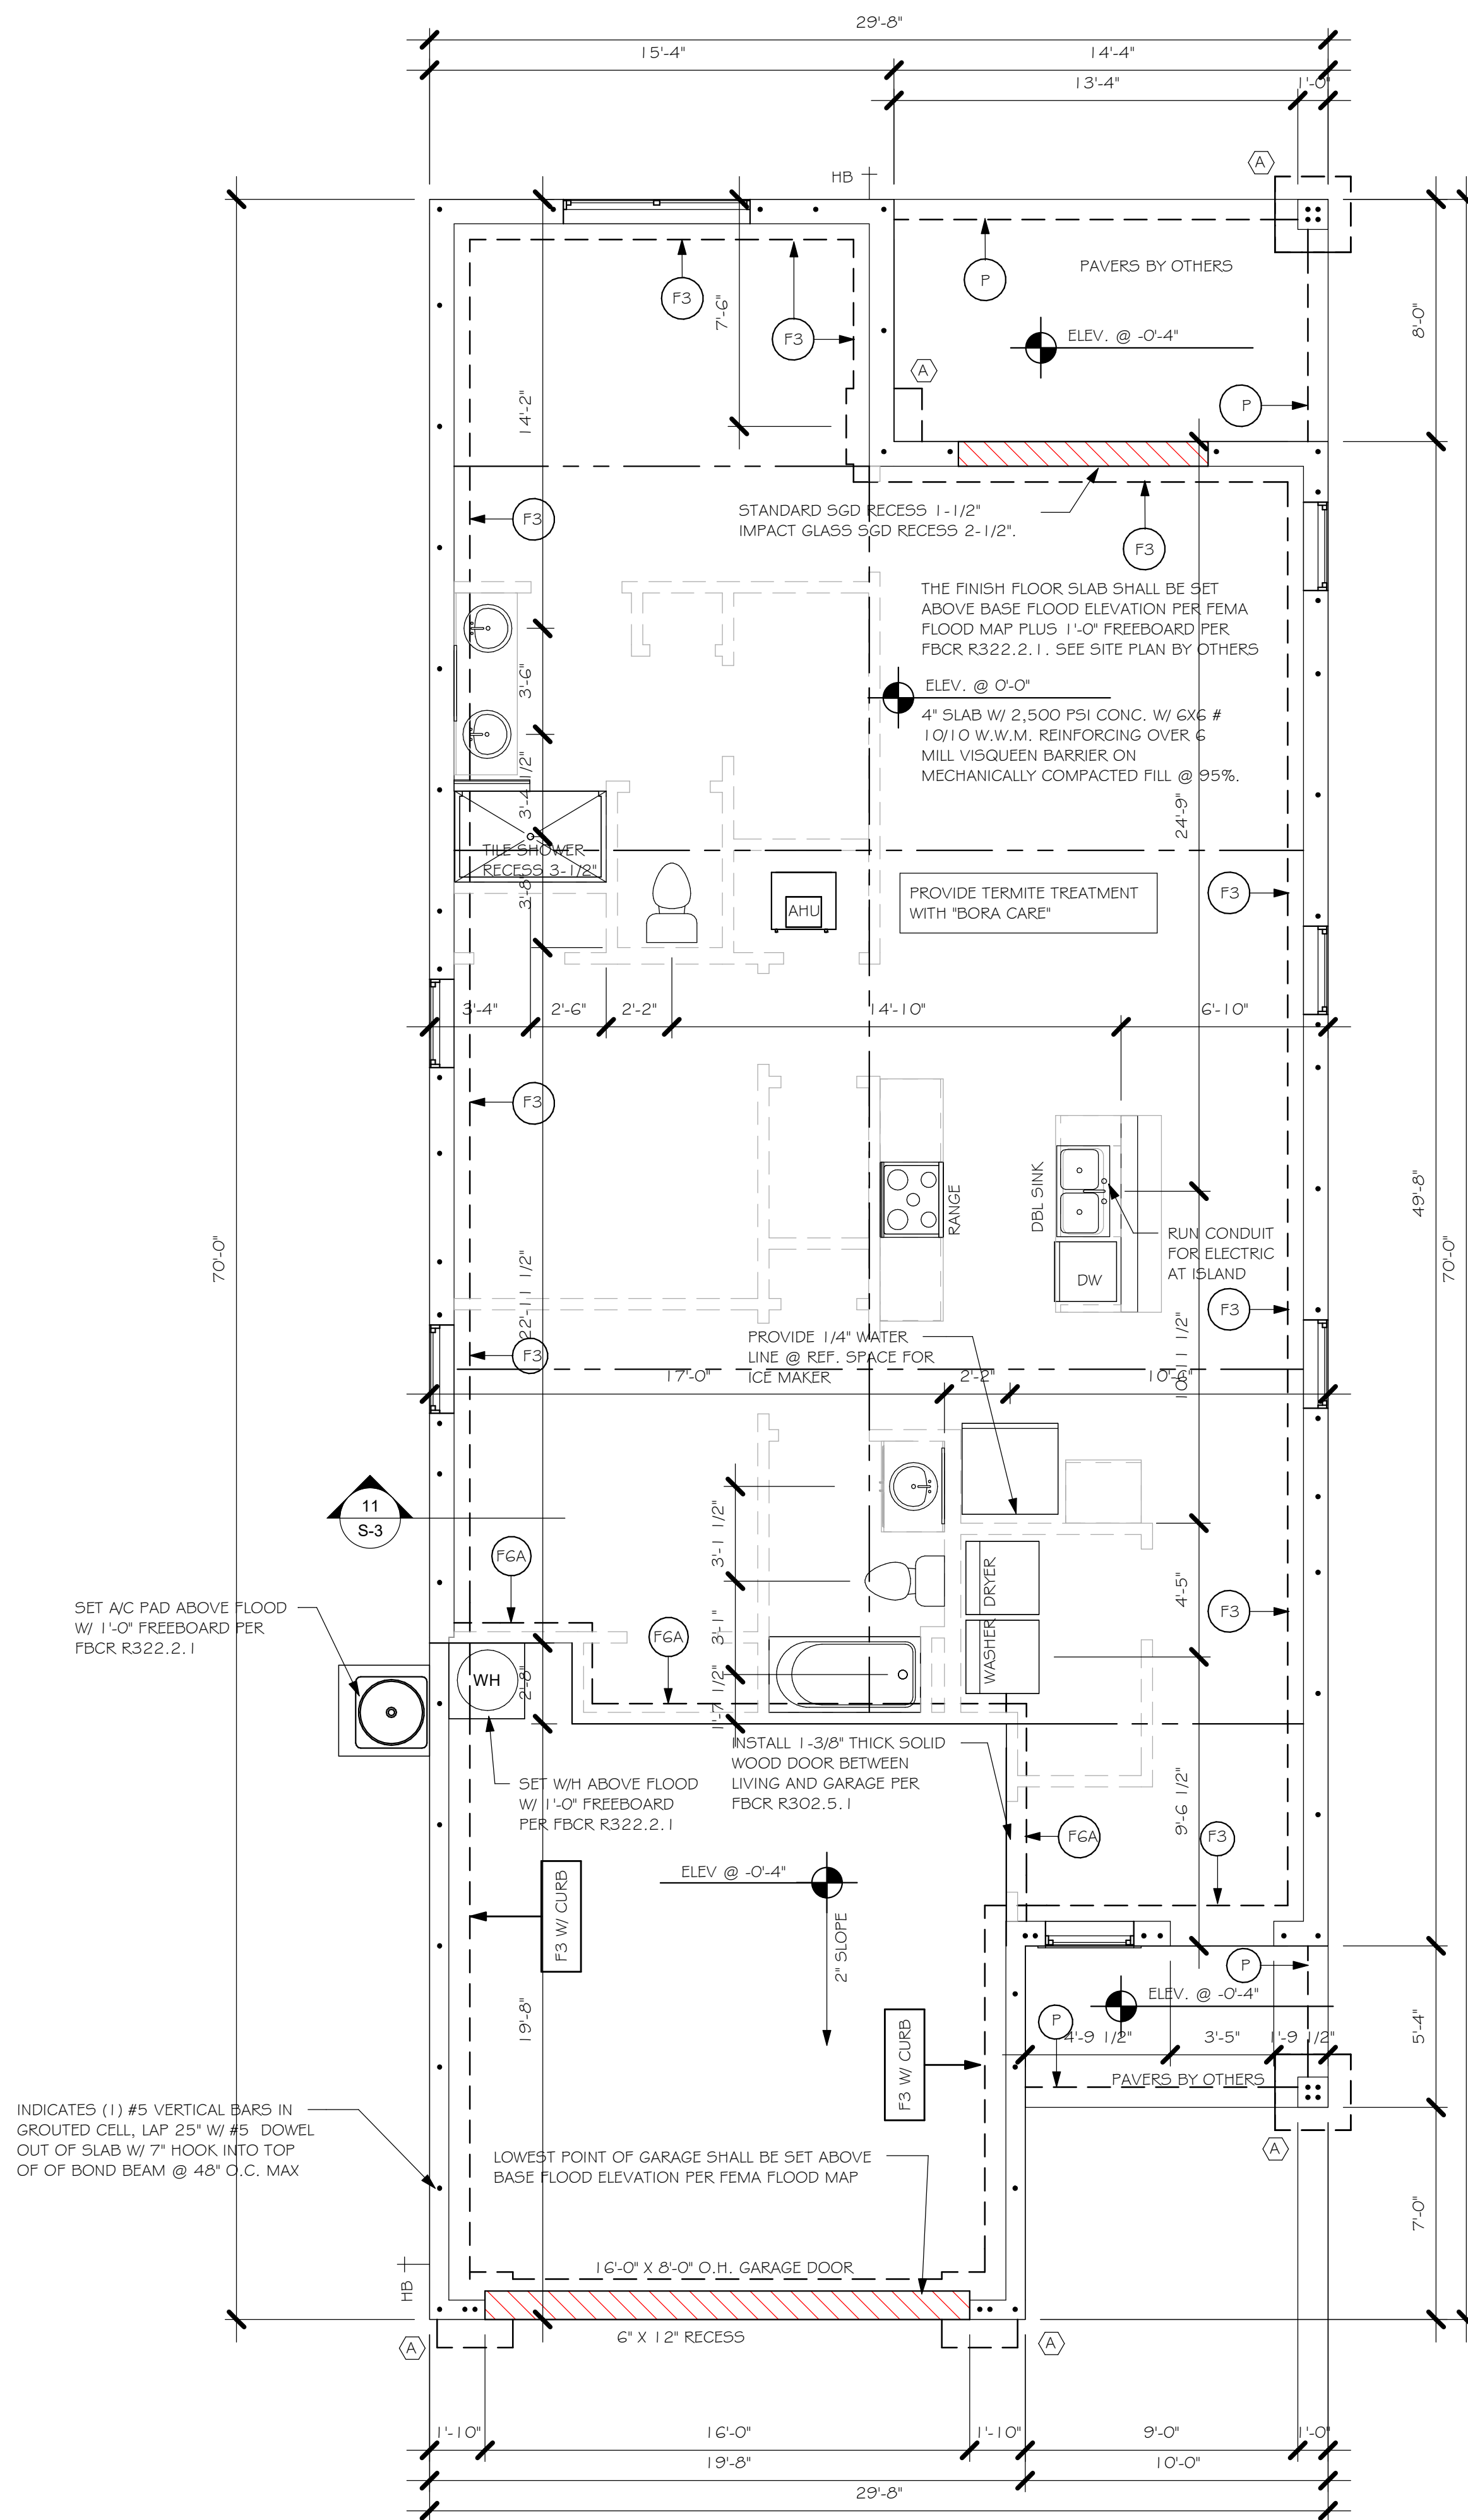 29'-8"
15'-4"
14'-4"
13'-4"
1'-0"
A
HB
P
PAVERS BY OTHERS
F3
7'-6"
F3
8'-0"
ELEV. @ -0'-4"
A
P
14'-2"
F3
STANDARD SGD RECESS 1-1/2"
IMPACT GLASS SGD RECESS 2-1/2".
F3
THE FINISH FLOOR SLAB SHALL BE SET
ABOVE BASE FLOOD ELEVATION PER FEMA
FLOOD MAP PLUS 1'-0" FREEBOARD PER
FBCR R322.2.1. SEE SITE PLAN BY OTHERS
3'-6"
ELEV. @ 0'-0"
4" SLAB W/ 2,500 PSI CONC. W/ 6X6 #
10/10 W.W.M. REINFORCING OVER 6
MILL VISQUEEN BARRIER ON
MECHANICALLY COMPACTED FILL @ 95%.
3'-4 1/2"
24'-9"
TILE SHOWER
RECESS 3-1/2"
3'-8"
AHU
PROVIDE TERMITE TREATMENT
WITH "BORA CARE"
F3
3'-4"
2'-6"
2'-2"
14'-10"
6'-10"
F3
RANGE
DBL SINK
49'-8"
70'-0"
70'-0"
RUN CONDUIT
FOR ELECTRIC
AT ISLAND
DW
22'-11 1/2"
F3
F3
PROVIDE 1/4" WATER
LINE @ REF. SPACE FOR
ICE MAKER
10'-11 1/2"
17'-0"
2'-2"
10'-6"
11
S-3
3'-1 1/2"
F6A
DRYER
4'-5"
F3
SET A/C PAD ABOVE FLOOD
W/ 1'-0" FREEBOARD PER
FBCR R322.2.1
F6A
3'-1"
WASHER
WH
2'-8"
1'-7 1/2"
INSTALL 1-3/8" THICK SOLID
WOOD DOOR BETWEEN
LIVING AND GARAGE PER
FBCR R302.5.1
SET W/H ABOVE FLOOD
W/ 1'-0" FREEBOARD
PER FBCR R322.2.1
9'-6 1/2"
F6A
F3
ELEV @ -0'-4"
F3 W/ CURB
2" SLOPE
P
ELEV. @ -0'-4"
19'-8"
P
4'-9 1/2"
3'-5"
1'-9 1/2"
5'-4"
F3 W/ CURB
PAVERS BY OTHERS
A
INDICATES (1) #5 VERTICAL BARS IN
GROUTED CELL, LAP 25" W/ #5 DOWEL
OUT OF SLAB W/ 7" HOOK INTO TOP
OF OF BOND BEAM @ 48" O.C. MAX
LOWEST POINT OF GARAGE SHALL BE SET ABOVE
BASE FLOOD ELEVATION PER FEMA FLOOD MAP
7'-0"
16'-0" X 8'-0" O.H. GARAGE DOOR
HB
6" X 12" RECESS
A
A
1'-10"
16'-0"
1'-10"
9'-0"
1'-0"
19'-8"
10'-0"
29'-8"